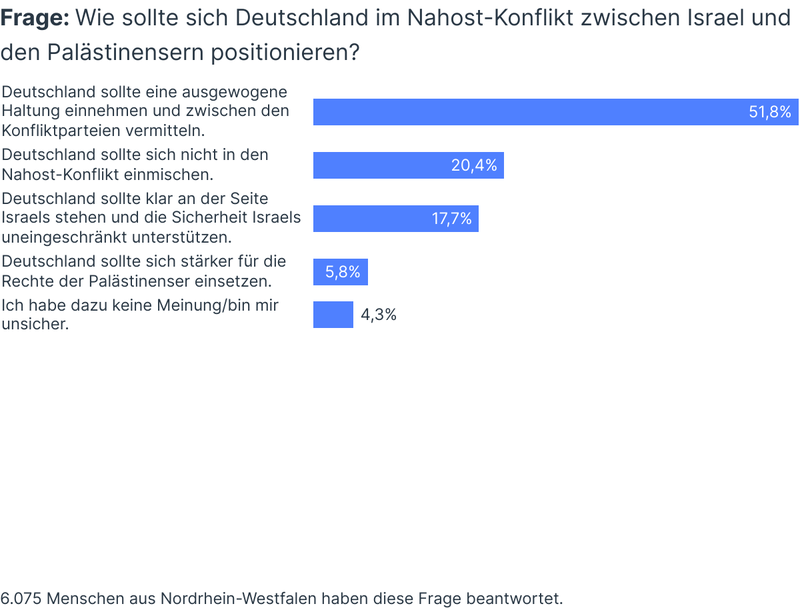 Frage: Wie sollte sich Deutschland im Nahost-Konflikt zwischen Israel und
den Palästinensern positionieren?
Deutschland sollte eine ausgewogene
Haltung einnehmen und zwischen den
Konfliktparteien vermitteln.
51,8%
Deutschland sollte sich nicht in den
Nahost-Konflikt einmischen.
20,4%
Deutschland sollte klar an der Seite
Israels stehen und die Sicherheit Israels
uneingeschränkt unterstützen.
17,7%
Deutschland sollte sich stärker für die
Rechte der Palästinenser einsetzen.
5,8%
Ich habe dazu keine Meinung/bin mir
unsicher.
4,3%
6.075 Menschen aus Nordrhein-Westfalen haben diese Frage beantwortet.